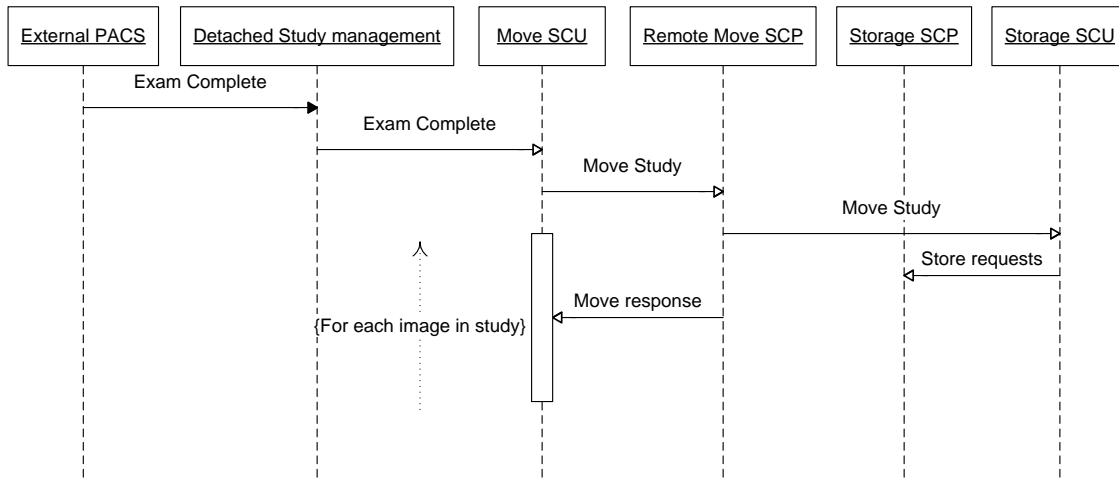 External PACS
Detached Study management
Move SCU
Remote Move SCP
Storage SCP
Storage SCU
Exam Complete
Exam Complete
Move Study
Move Study
Store requests
Move response
{For each image in study}